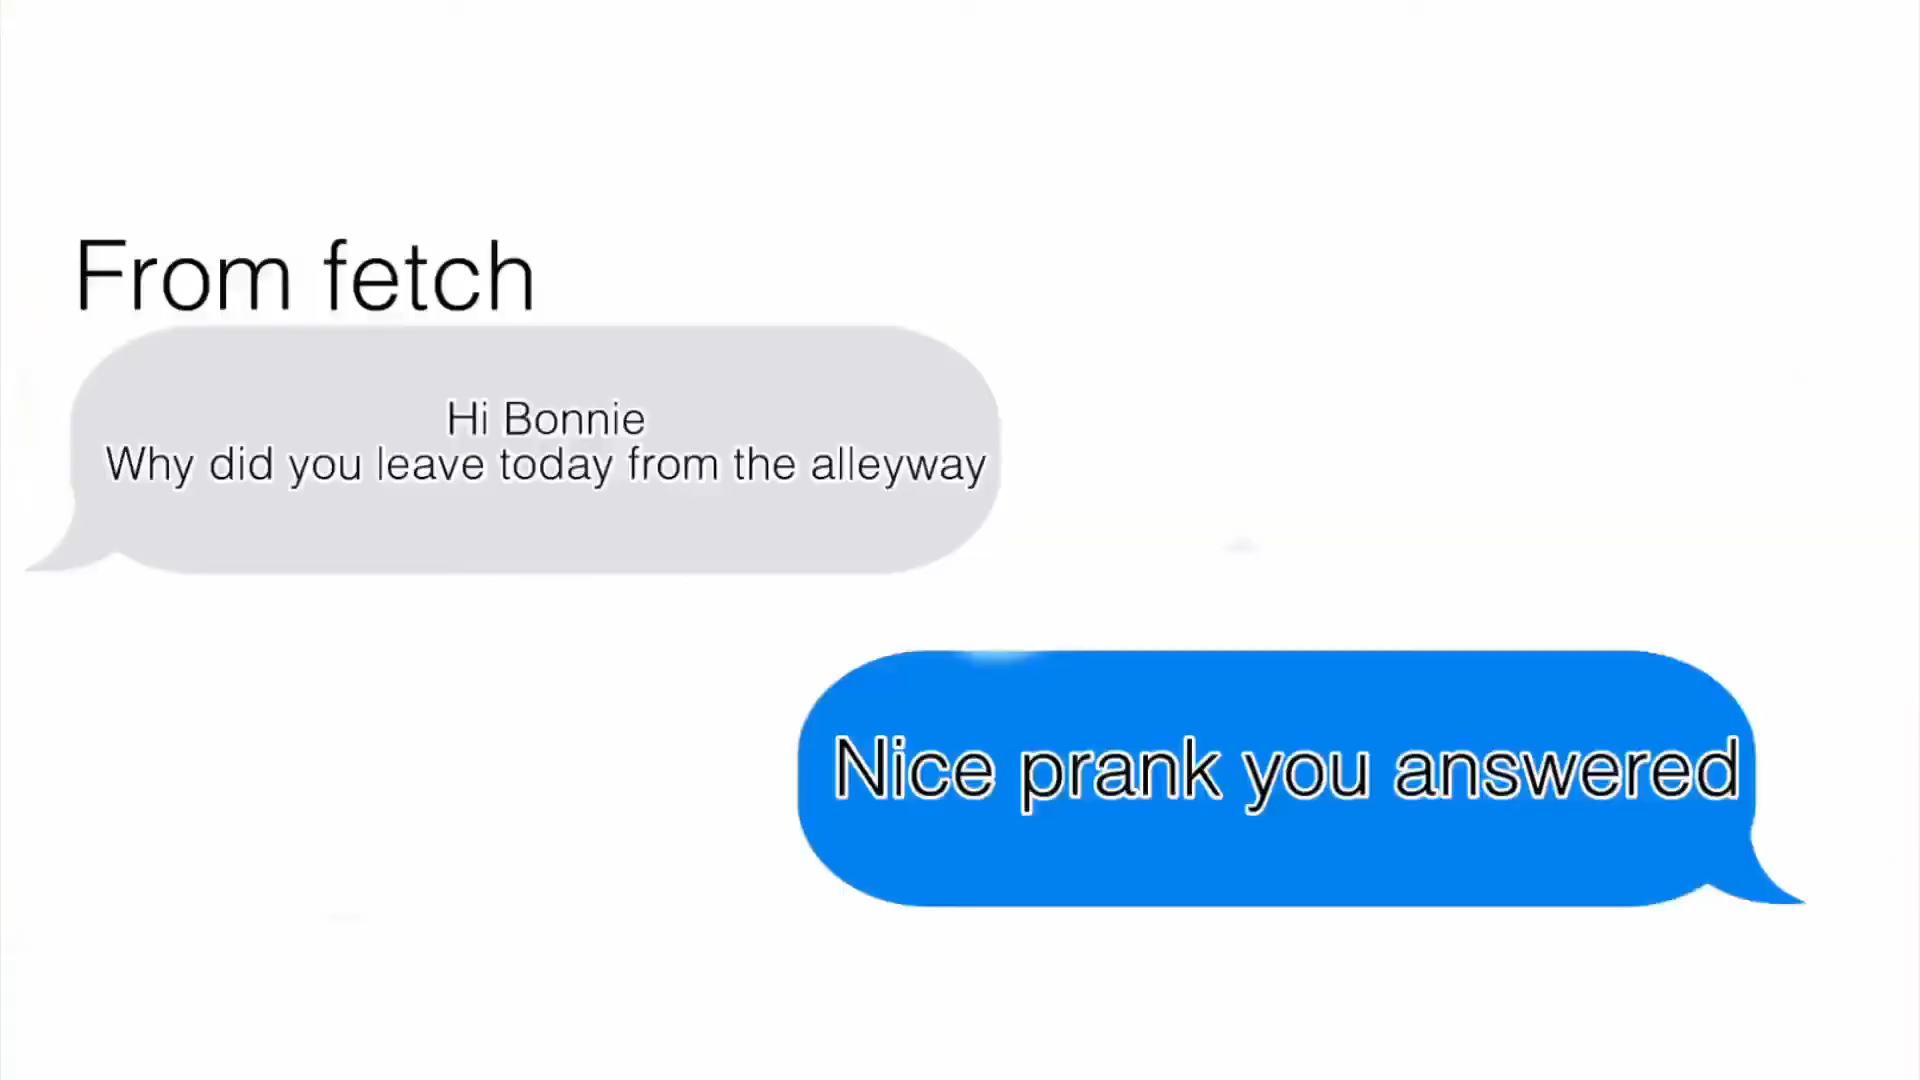 From fetch
Hi Bonnie
Why did you leave today from the alleyway
Nice prank you answered